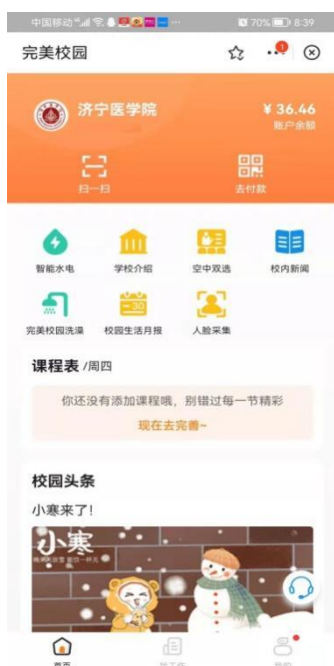 中国移动 70% 8:39
完美校园
济宁医学院 ¥ 36.46
账户余额
扫一扫 去付款
智能水电 学校介绍 空中双选 校内新闻
30
完美校园洗澡 校园生活月报 人脸采集
课程表 /周四
你还没有添加课程哦，别错过每一节精彩
现在去完善~
校园头条
小寒来了!
小寒
首页